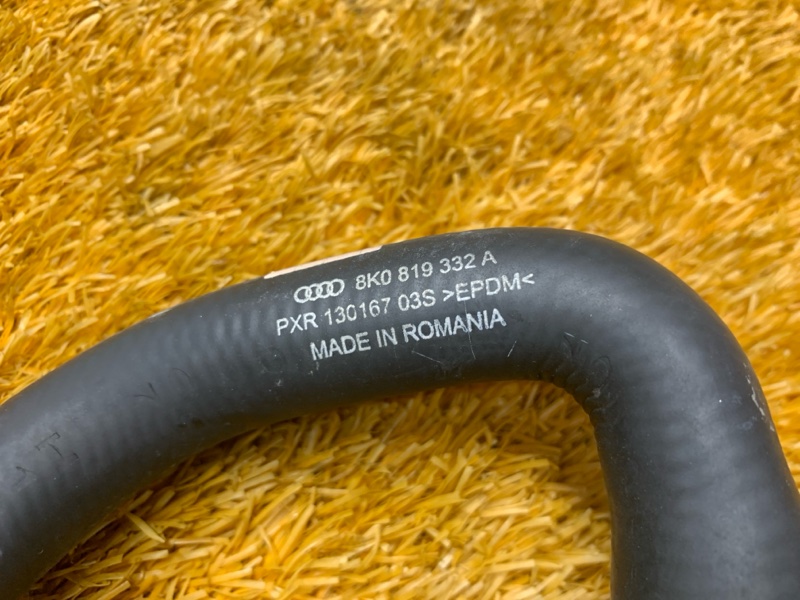 8K0 819 332 A
PXR 130167 03S >EPDM<
MADE IN ROMANIA